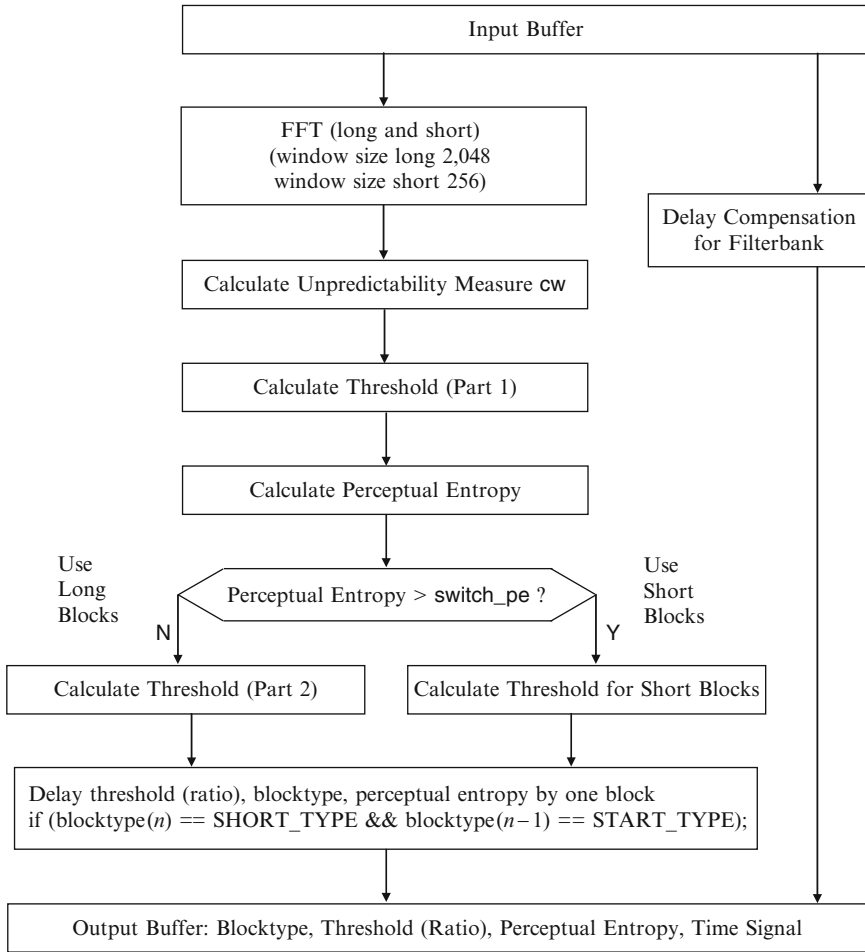 Input Buffer
FFT (long and short)
(window size long 2,048
window size short 256)
Delay Compensation
for Filterbank
Calculate Unpredictability Measure cw
Calculate Threshold (Part 1)
Calculate Perceptual Entropy
Use
Long
Blocks
Perceptual Entropy > switch_pe ?
Use
Short
Blocks
N
Y
Calculate Threshold (Part 2)
Calculate Threshold for Short Blocks
Delay threshold (ratio), blocktype, perceptual entropy by one block
if (blocktype(n) == SHORT_TYPE && blocktype(n−1) == START_TYPE);
Output Buffer: Blocktype, Threshold (Ratio), Perceptual Entropy, Time Signal